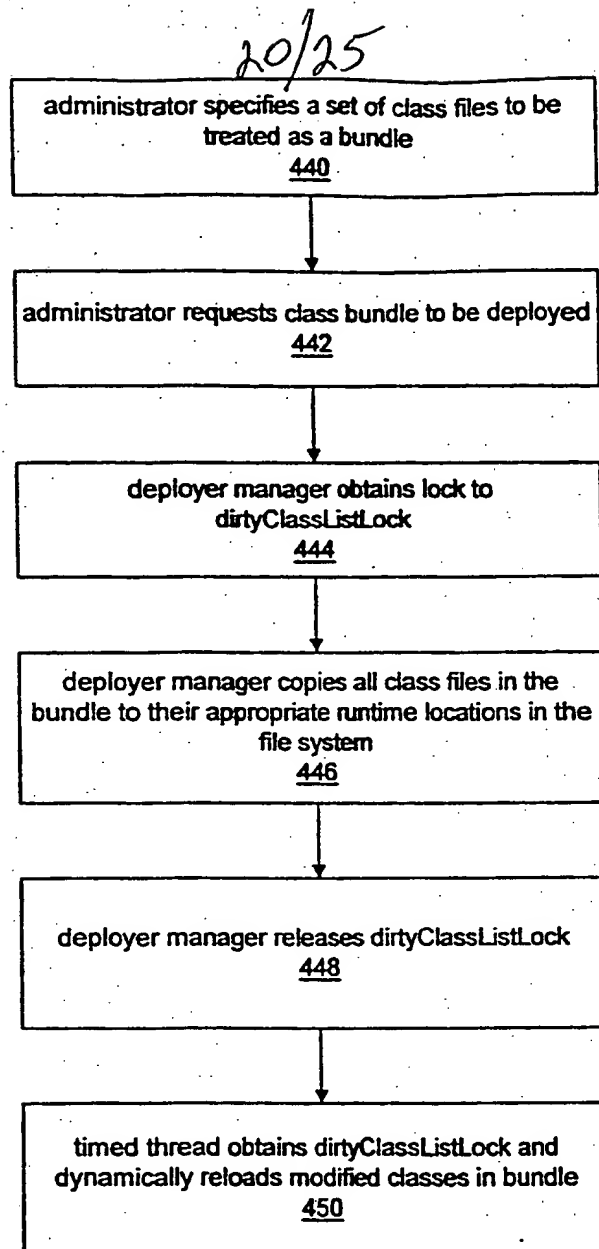 20/25
administrator specifies a set of class files to be
treated as a bundle
440
administrator requests class bundle to be deployed
442
deployer manager obtains lock to
dirtyClassListLock
444
deployer manager copies all class files in the
bundle to their appropriate runtime locations in the
file system
446
deployer manager releases dirtyClassListLock
448
timed thread obtains dirtyClassListLock and
dynamically reloads modified classes in bundle
450